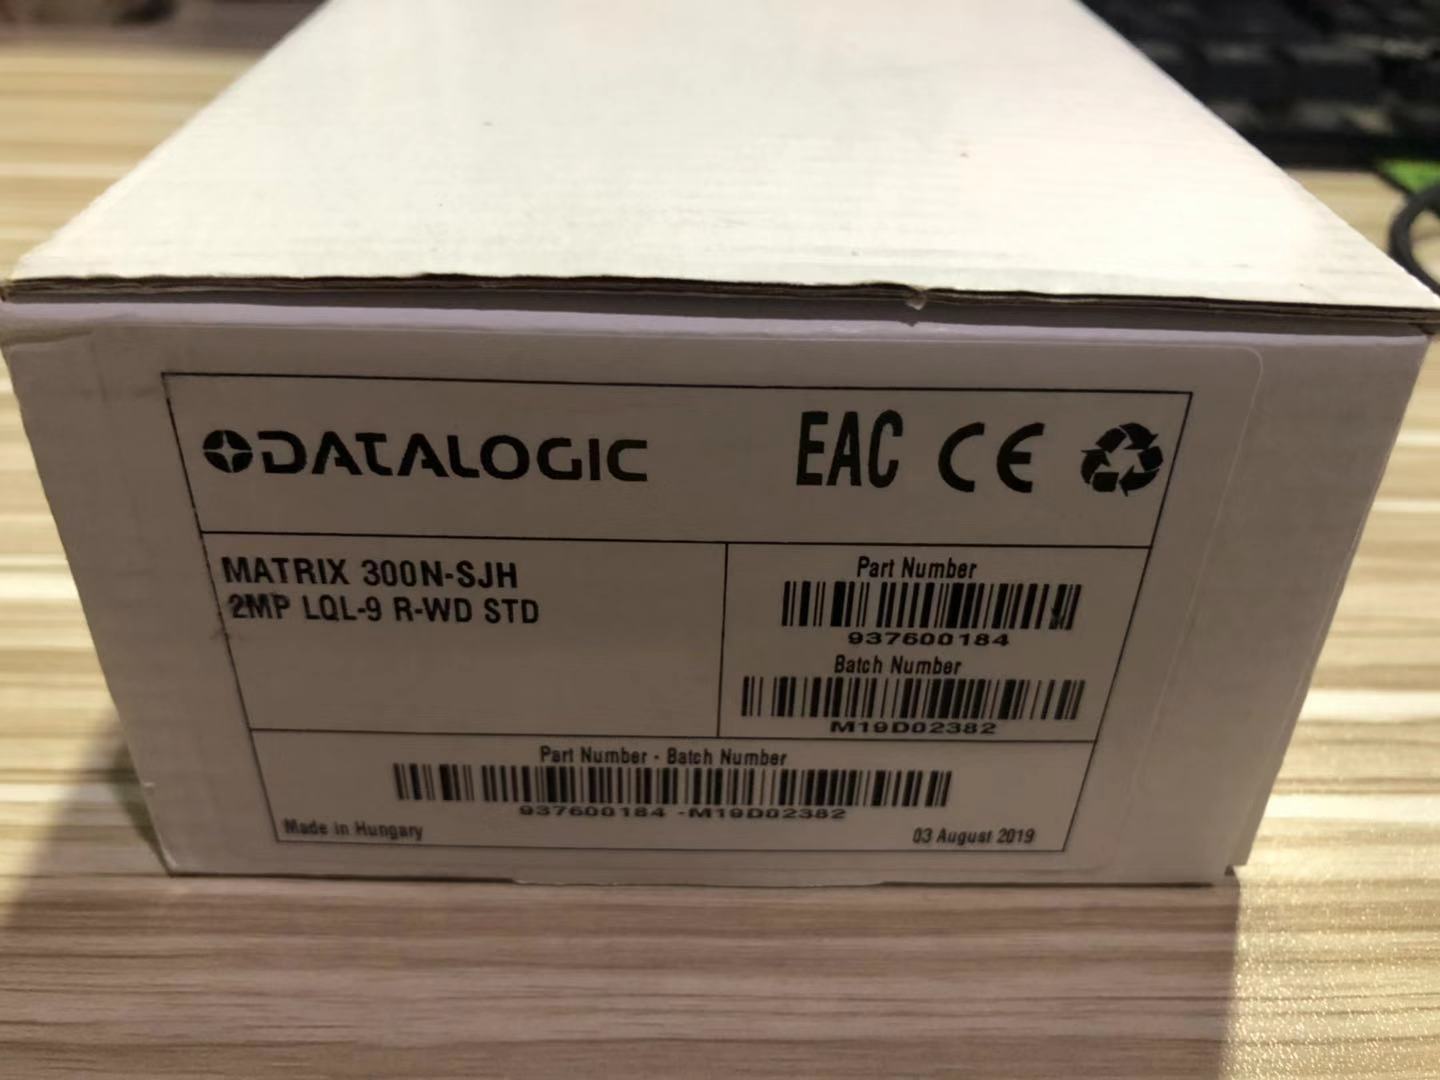 DATALOGIC
EAC CE
MATRIX 300N-SJH
2MP LQL-9 R-WD STD
Part Number
937600184
Batch Number
M19D02382
Part Number - Batch Number
937600184 -M19D02382
Made in Hungary
03 August 2019